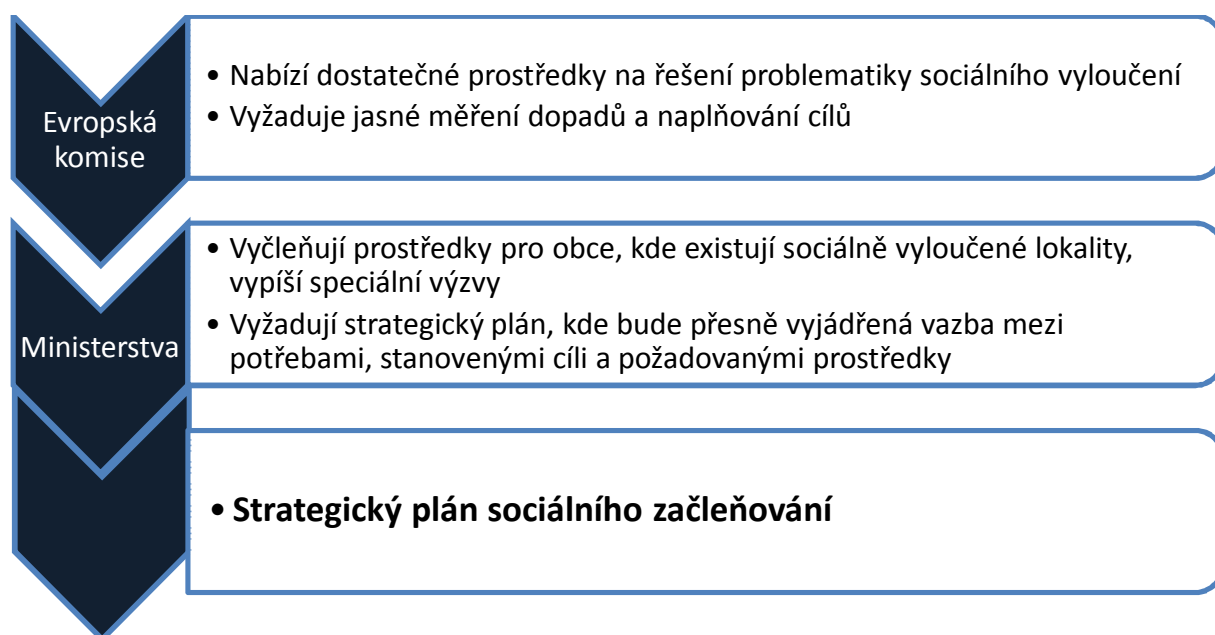 Evropská
komise
• Nabízí dostatečné prostředky na řešení problematiky sociálního vyloučení
• Vyžaduje jasné měření dopadů a naplňování cílů
Ministerstva
• Vyčleňují prostředky pro obce, kde existují sociálně vyloučené lokality,
vypíší speciální výzvy
• Vyžadují strategický plán, kde bude přesně vyjádřená vazba mezi
potřebami, stanovenými cíli a požadovanými prostředky
• Strategický plán sociálního začleňování